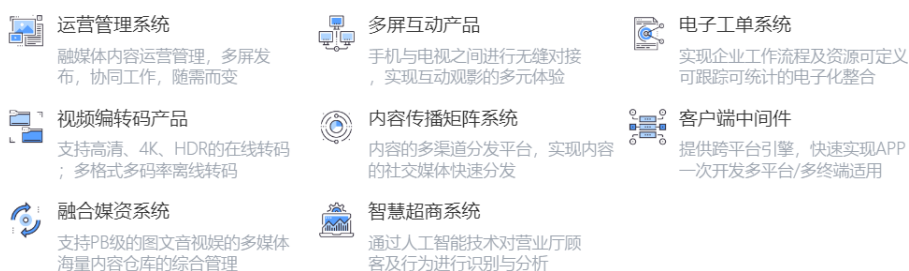 运营管理系统
融媒体内容运营管理，多屏发
布，协同工作，随需而变
多屏互动产品
手机与电视之间进行无缝对接
，实现互动观影的多元体验
电子工单系统
实现企业工作流程及资源可定义
可跟踪可统计的电子化整合
视频编转码产品
支持高清、4K、HDR的在线转码
；多格式多码率离线转码
内容传播矩阵系统
内容的多渠道分发平台，实现内容
的社交媒体快速分发
客户端中间件
提供跨平台引擎，快速实现APP
一次开发多平台/多终端适用
融合媒资系统
支持PB级的图文音视娱的多媒体
海量内容仓库的综合管理
智慧超商系统
通过人工智能技术对营业厅顾
客及行为进行识别与分析